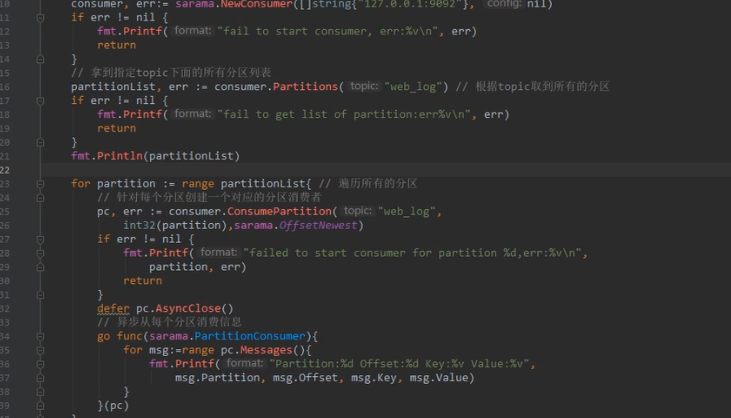 10 consumer, err:= sarama.NewConsumer([]string{"127.0.0.1:9092"}, config: nil)
11 if err != nil {
12 fmt.Printf( format: "fail to start consumer, err:%v\n", err)
13 return
14 }
15 // 拿到指定topic下面的所有分区列表
16 partitionList, err := consumer.Partitions( topic: "web_log") // 根据topic取到所有的分区
17 if err != nil {
18 fmt.Printf( format: "fail to get list of partition:err%v\n", err)
19 return
20 }
21 fmt.Println(partitionList)
22
23 for partition := range partitionList{ // 遍历所有的分区
24 // 针对每个分区创建一个对应的分区消费者
25 pc, err := consumer.ConsumePartition( topic: "web_log",
26 int32(partition),sarama.OffsetNewest)
27 if err != nil {
28 fmt.Printf( format: "failed to start consumer for partition %d,err:%v\n",
29 partition, err)
30 return
31 }
32 defer pc.AsyncClose()
33 // 异步从每个分区消费信息
34 go func(sarama.PartitionConsumer){
35 for msg:=range pc.Messages(){
36 fmt.Printf( format: "Partition:%d Offset:%d Key:%v Value:%v",
37 msg.Partition, msg.Offset, msg.Key, msg.Value)
38 }
39 }(pc)